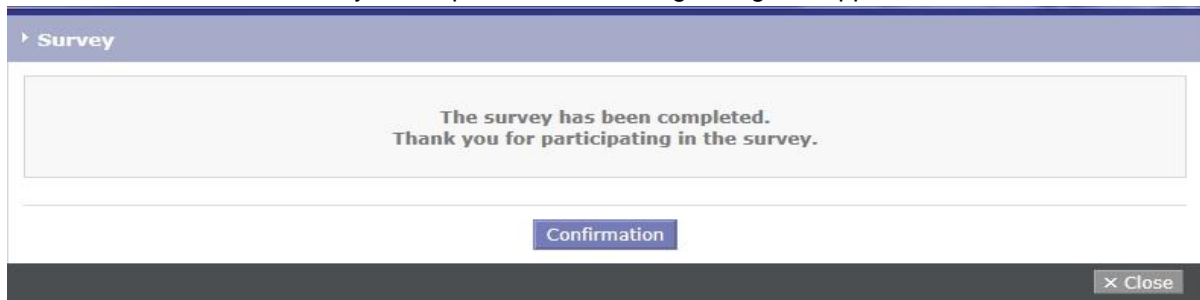 Survey
The survey has been completed.
Thank you for participating in the survey.
Confirmation
× Close